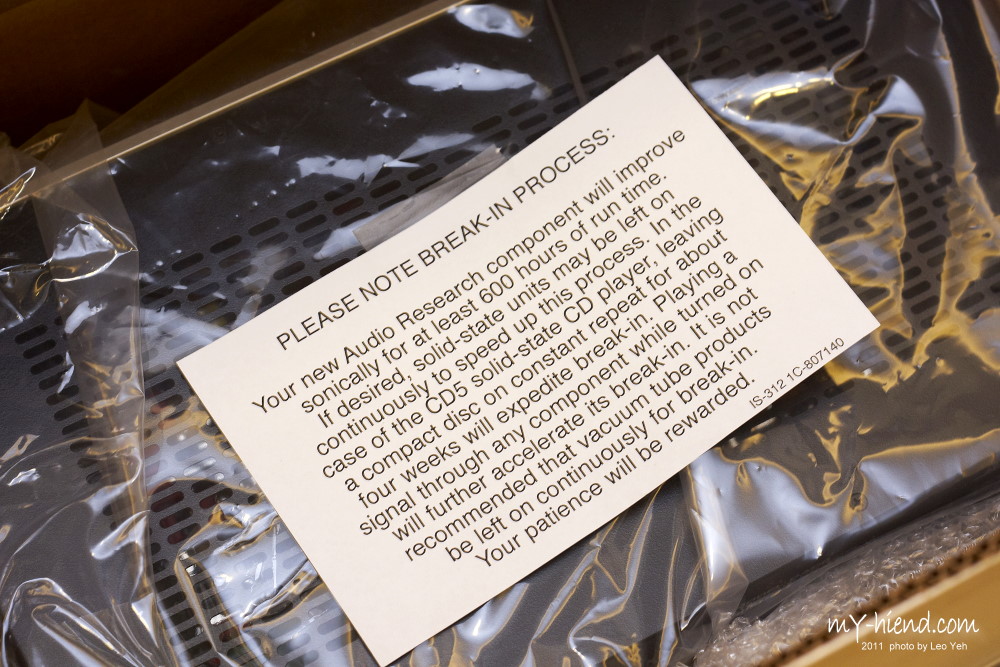 PLEASE NOTE BREAK-IN PROCESS:
Your new Audio Research component will improve
sonically for at least 600 hours of run time.
If desired, solid-state units may be left on
continuously to speed up this process. In the
case of the CD5 solid-state CD player, leaving
a compact disc on constant repeat for about
four weeks will expedite break-in. Playing a
signal through any component while turned on
will further accelerate its break-in. It is not
recommended that vacuum tube products
be left on continuously for break-in.
Your patience will be rewarded.
IS-312 1C-807140
my-hiend.com
2011 photo by Leo Yeh